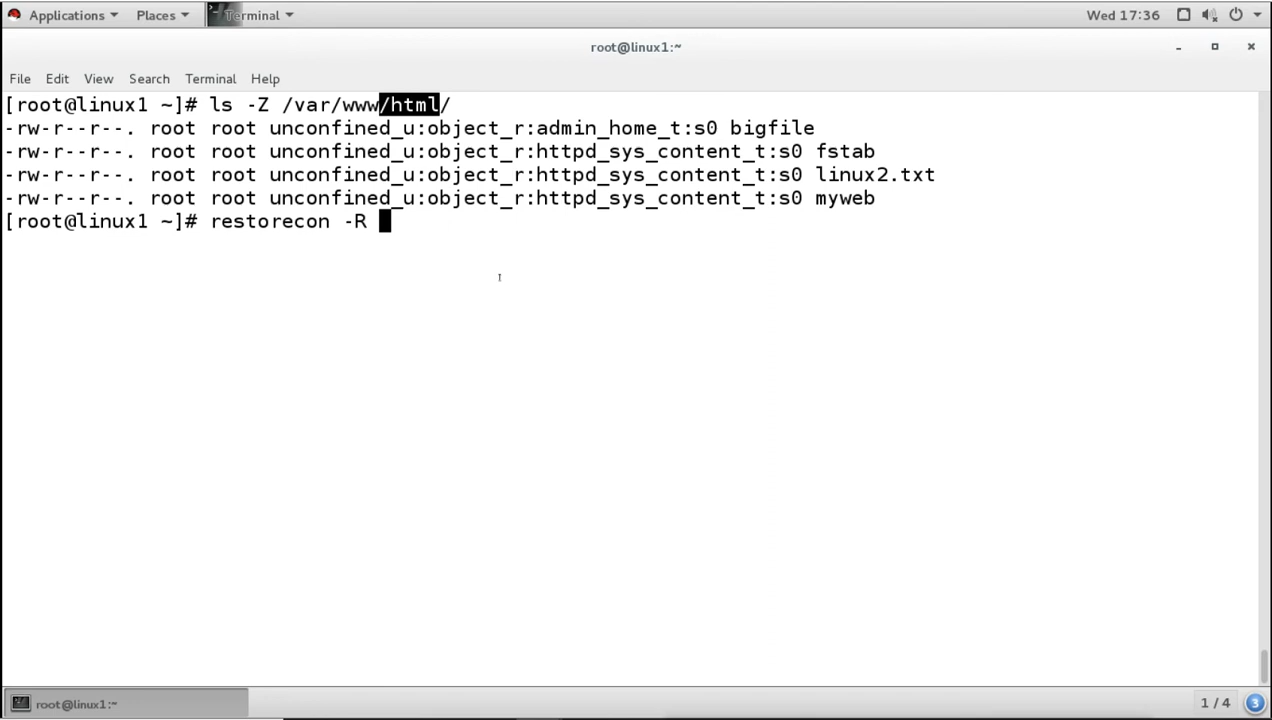 Applications Places Terminal Wed 17:36
root@linux1:~
File Edit View Search Terminal Help
[root@linux1 ~]# ls -Z /var/www/html/
-rw-r--r--. root root unconfined_u:object_r:admin_home_t:s0 bigfile
-rw-r--r--. root root unconfined_u:object_r:httpd_sys_content_t:s0 fstab
-rw-r--r--. root root unconfined_u:object_r:httpd_sys_content_t:s0 linux2.txt
-rw-r--r--. root root unconfined_u:object_r:httpd_sys_content_t:s0 myweb
[root@linux1 ~]# restorecon -R
root@linux1:~ 1 / 4 3